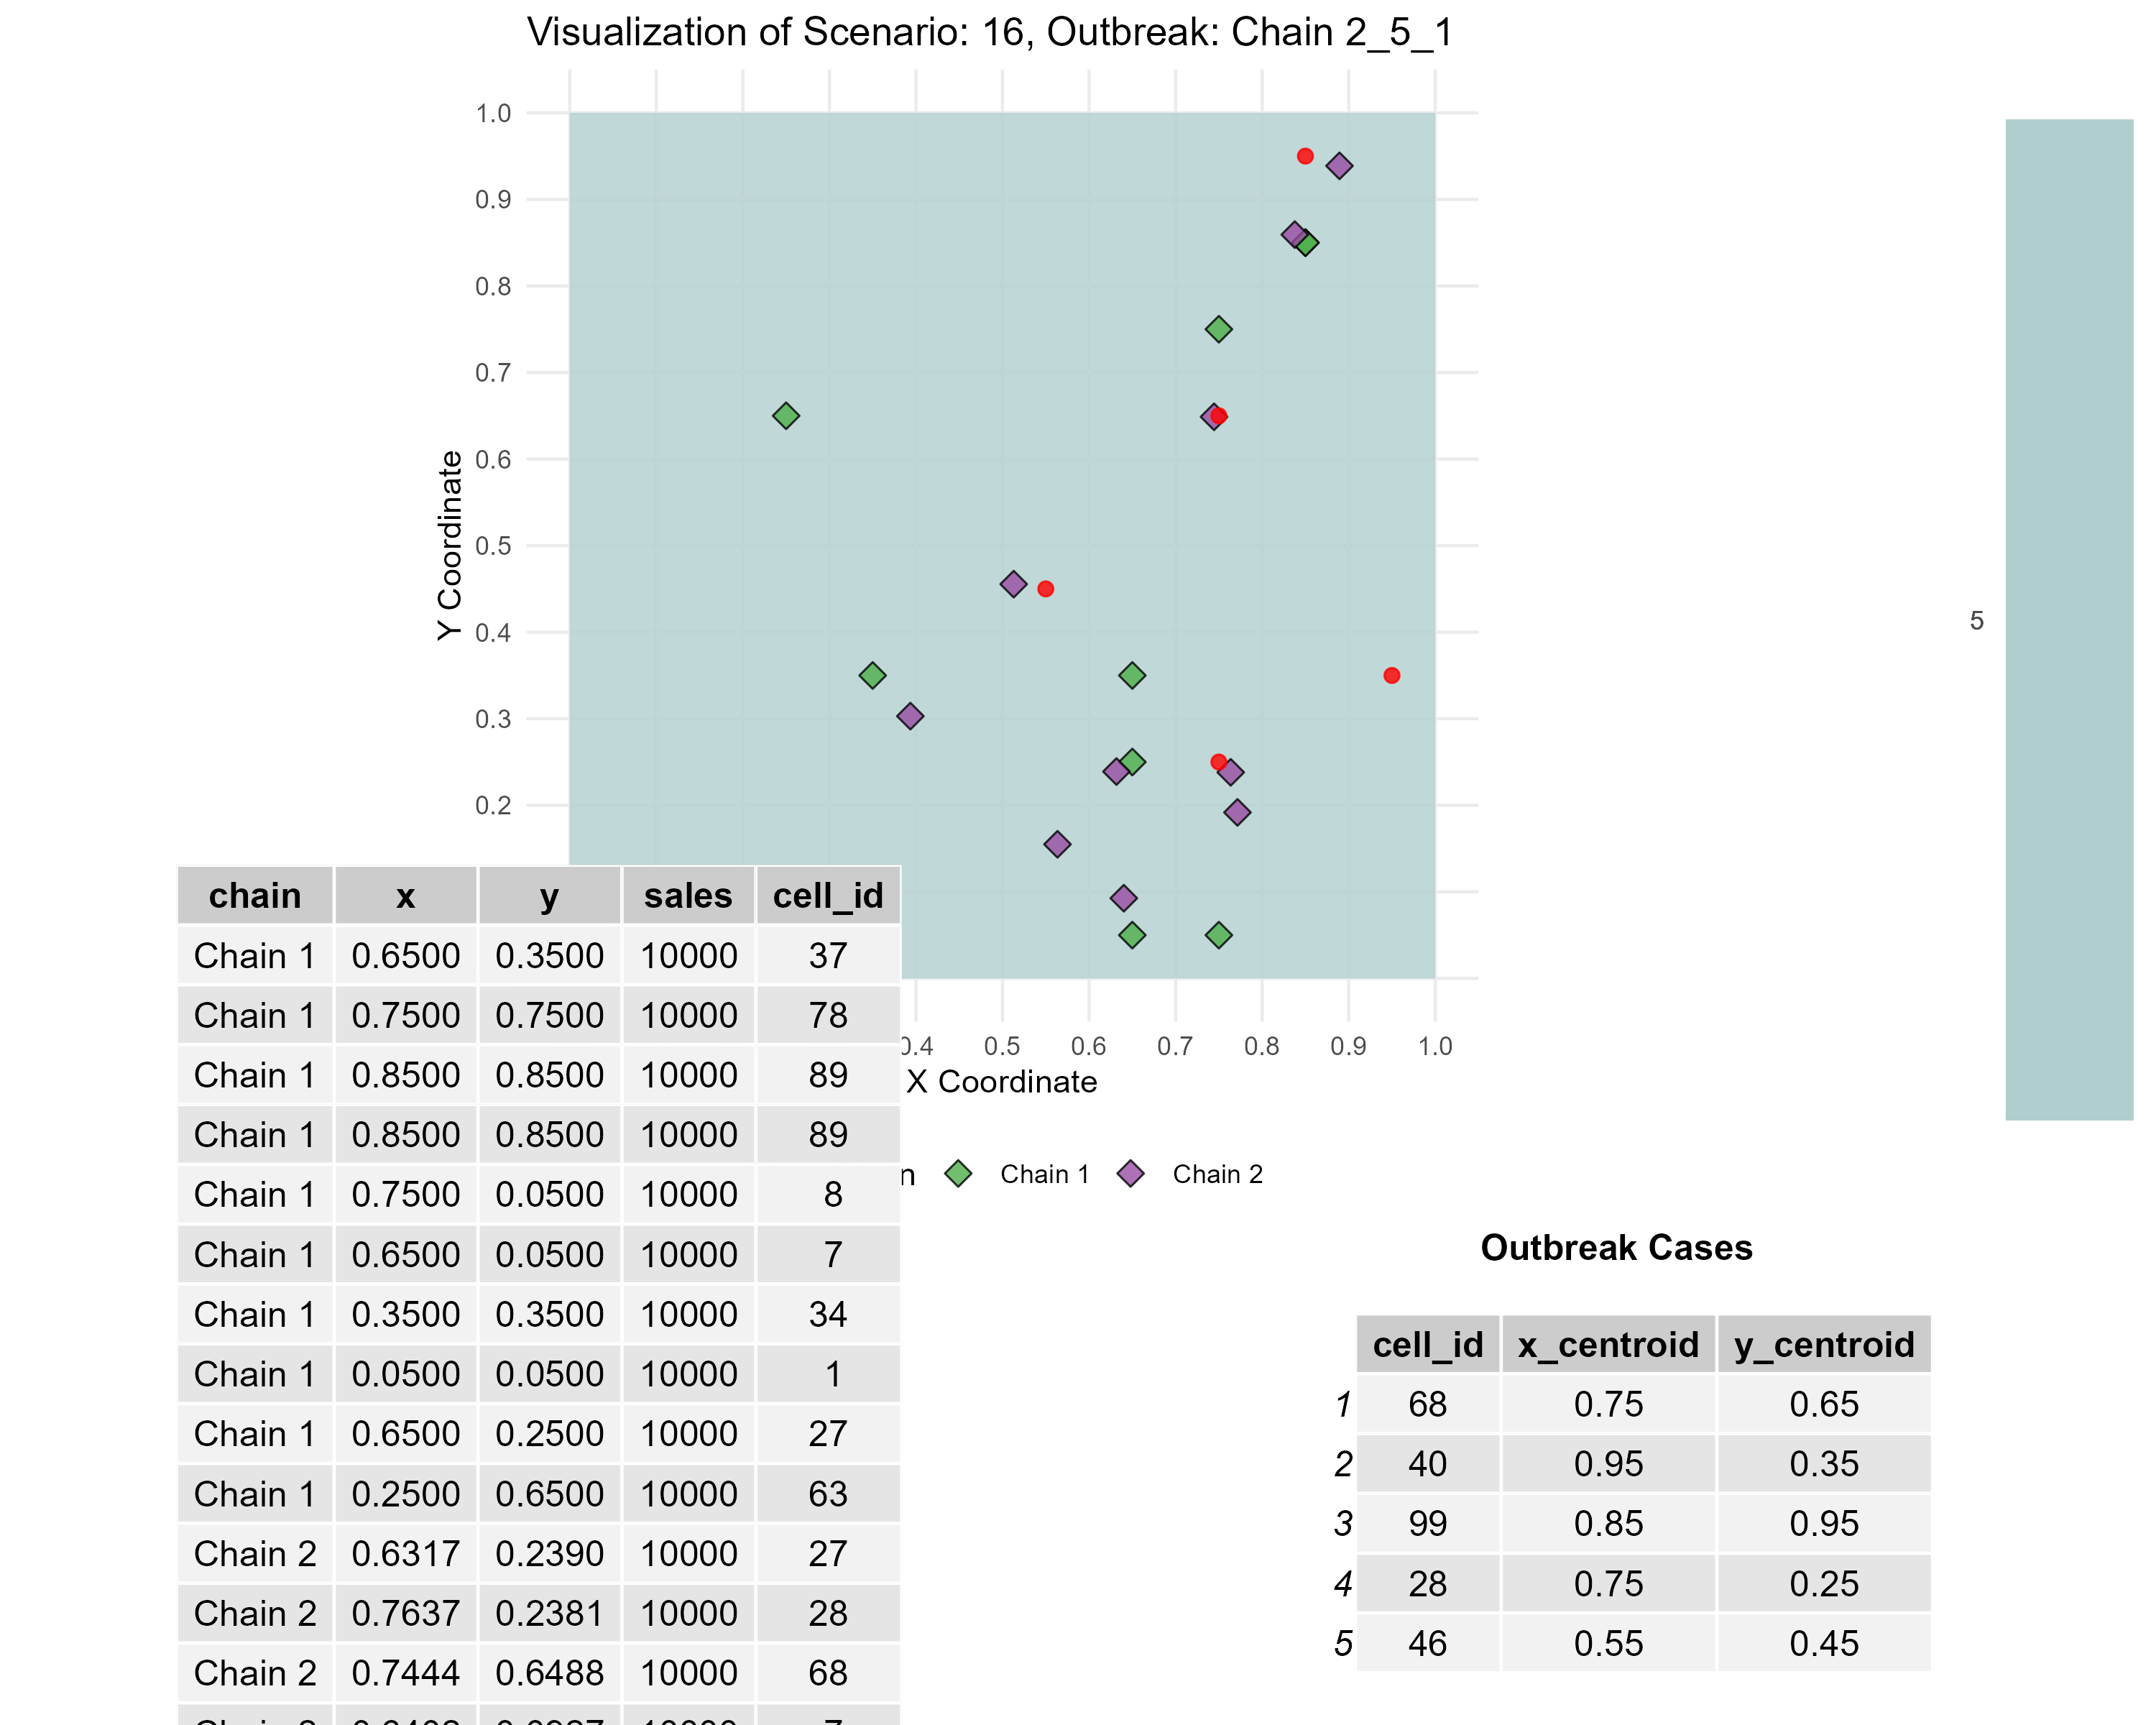 Visualization of Scenario: 16, Outbreak: Chain 2_5_1
1.0
0.9
0.8
0.7
0.6
0.5
0.4
0.3
0.2
Y Coordinate
5
0.4 0.5 0.6 0.7 0.8 0.9 1.0
X Coordinate
n Chain 1 Chain 2
chain x y sales cell_id
Chain 1 0.6500 0.3500 10000 37
Chain 1 0.7500 0.7500 10000 78
Chain 1 0.8500 0.8500 10000 89
Chain 1 0.8500 0.8500 10000 89
Chain 1 0.7500 0.0500 10000 8
Chain 1 0.6500 0.0500 10000 7
Chain 1 0.3500 0.3500 10000 34
Chain 1 0.0500 0.0500 10000 1
Chain 1 0.6500 0.2500 10000 27
Chain 1 0.2500 0.6500 10000 63
Chain 2 0.6317 0.2390 10000 27
Chain 2 0.7637 0.2381 10000 28
Chain 2 0.7444 0.6488 10000 68
Outbreak Cases
cell_id x_centroid y_centroid
1 68 0.75 0.65
2 40 0.95 0.35
3 99 0.85 0.95
4 28 0.75 0.25
5 46 0.55 0.45